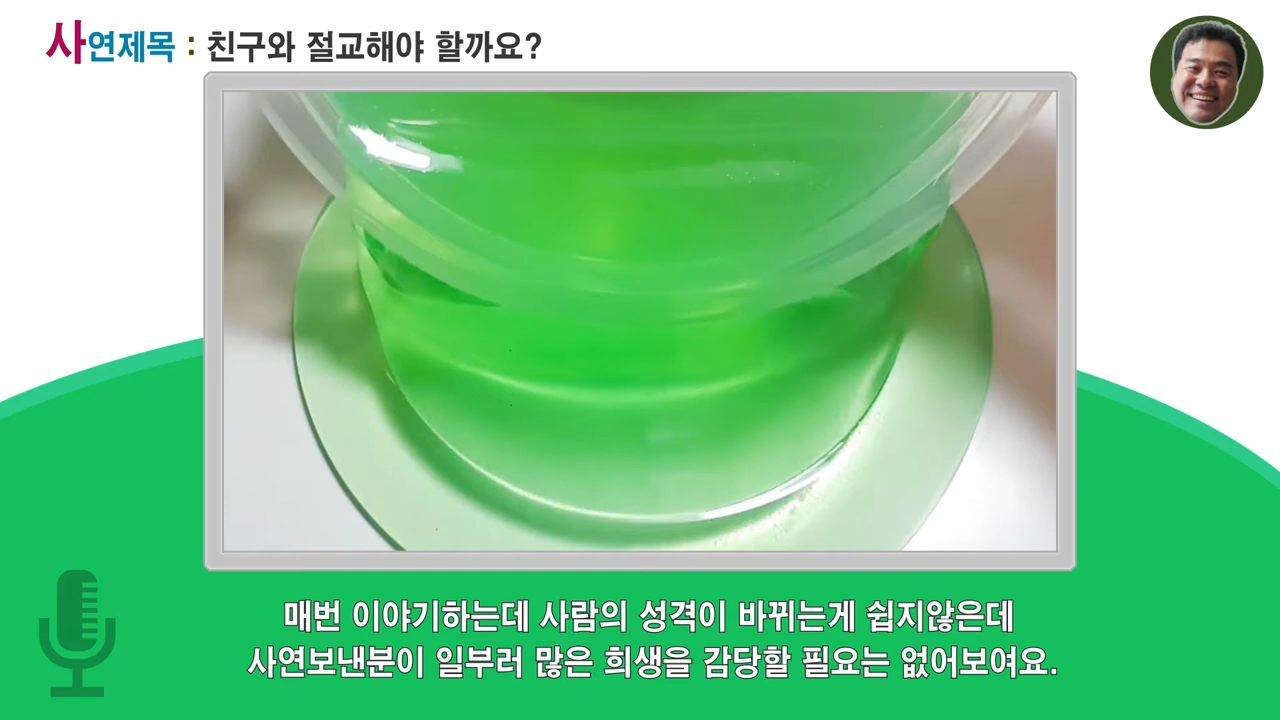 사연제목 : 친구와 절교해야 할까요?
매번 이야기하는데 사람의 성격이 바뀌는게 쉽지않은데
사연보낸분이 일부러 많은 희생을 감당할 필요는 없어보여요.